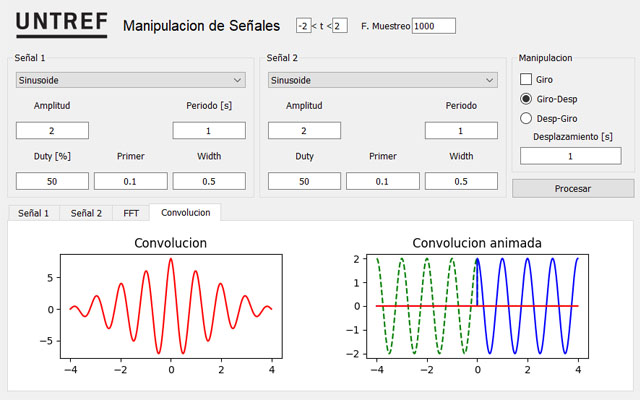 UNTREF Manipulacion de Señales -2 < t < 2 F. Muestreo 1000
Señal 1
Sinusoide
Amplitud Periodo [s]
2 1
Duty [%] Primer Width
50 0.1 0.5
Señal 2
Sinusoide
Amplitud Periodo
2 1
Duty Primer Width
50 0.1 0.5
Manipulacion
Giro
Giro-Desp
Desp-Giro
Desplazamiento [s]
1
Procesar
Señal 1 Señal 2 FFT Convolucion
Convolucion
5
0
−5
−4 −2 0 2 4
Convolucion animada
2
1
0
−1
−2
−4 −2 0 2 4